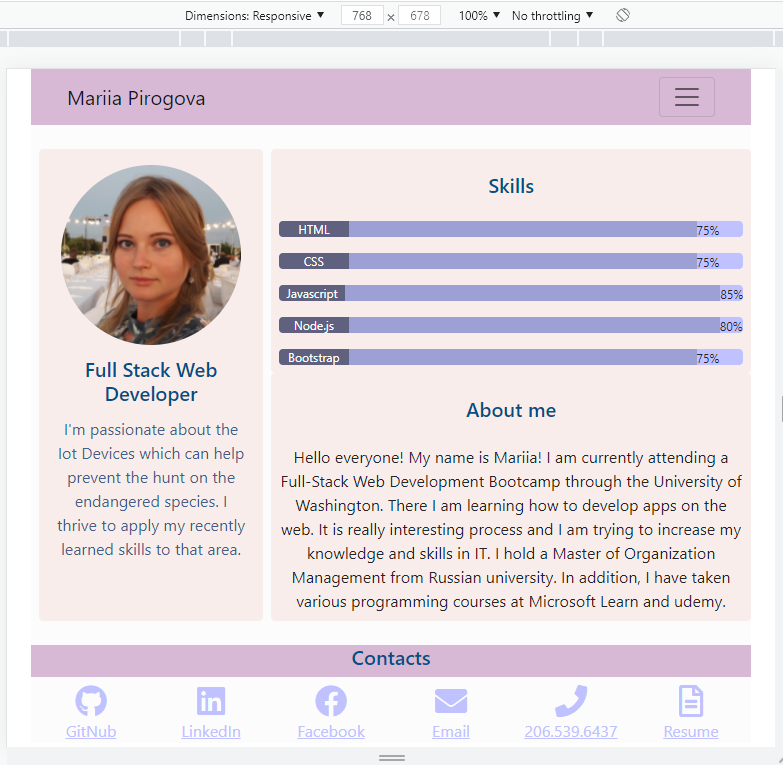 Dimensions: Responsive ▼ 768 × 678 100% ▼ No throttling ▼
Mariia Pirogova
Full Stack Web
Developer
I'm passionate about the
Iot Devices which can help
prevent the hunt on the
endangered species. I
thrive to apply my recently
learned skills to that area.
Skills
HTML 75%
CSS 75%
Javascript 85%
Node.js 80%
Bootstrap 75%
About me
Hello everyone! My name is Mariia! I am currently attending a
Full-Stack Web Development Bootcamp through the University of
Washington. There I am learning how to develop apps on the
web. It is really interesting process and I am trying to increase my
knowledge and skills in IT. I hold a Master of Organization
Management from Russian university. In addition, I have taken
various programming courses at Microsoft Learn and udemy.
Contacts
GitNub LinkedIn Facebook Email 206.539.6437 Resume